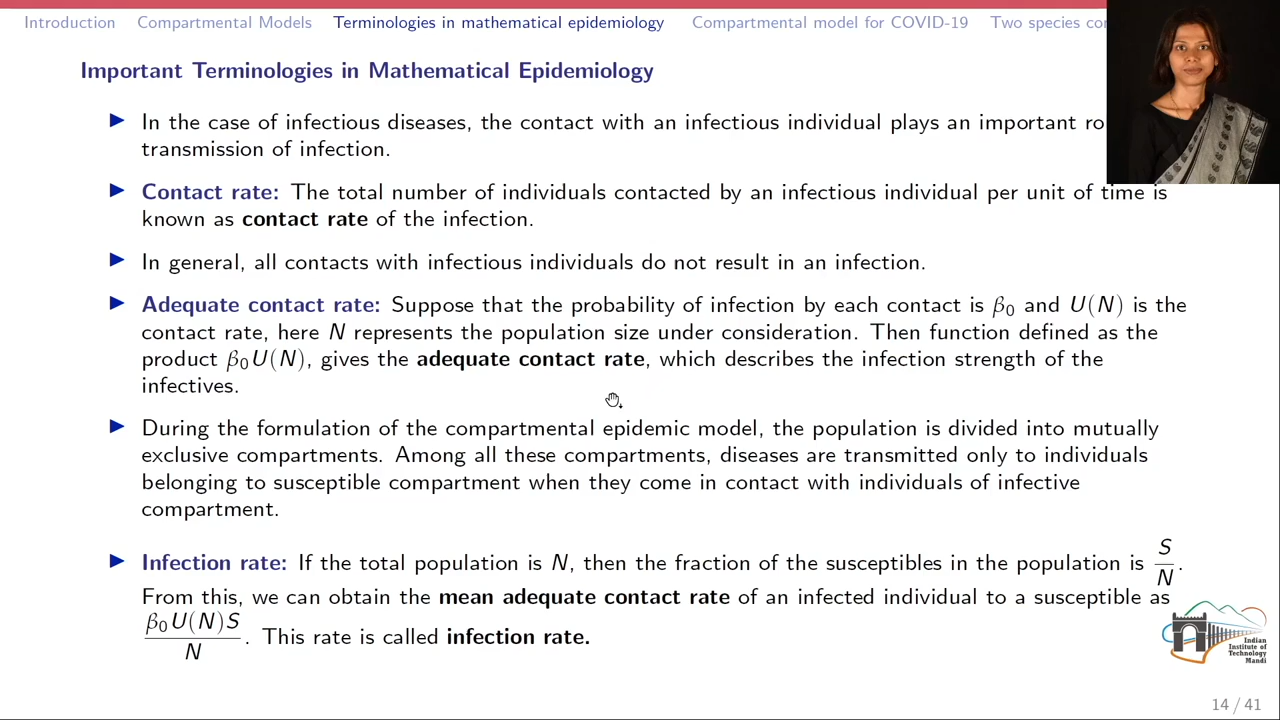 Introduction Compartmental Models Terminologies in mathematical epidemiology Compartmental model for COVID-19 Two species
Important Terminologies in Mathematical Epidemiology
▶ In the case of infectious diseases, the contact with an infectious individual plays an important
transmission of infection.
▶ Contact rate: The total number of individuals contacted by an infectious individual per unit of time is
known as contact rate of the infection.
▶ In general, all contacts with infectious individuals do not result in an infection.
▶ Adequate contact rate: Suppose that the probability of infection by each contact is β₀ and U(N) is the
contact rate, here N represents the population size under consideration. Then function defined as the
product β₀U(N), gives the adequate contact rate, which describes the infection strength of the
infectives.
▶ During the formulation of the compartmental epidemic model, the population is divided into mutually
exclusive compartments. Among all these compartments, diseases are transmitted only to individuals
belonging to susceptible compartment when they come in contact with individuals of infective
compartment.
▶ Infection rate: If the total population is N, then the fraction of the susceptibles in the population is S/N.
From this, we can obtain the mean adequate contact rate of an infected individual to a susceptible as
β₀U(N)S/N. This rate is called infection rate.
Indian
Institute of
Technology
Mandi
14 / 41